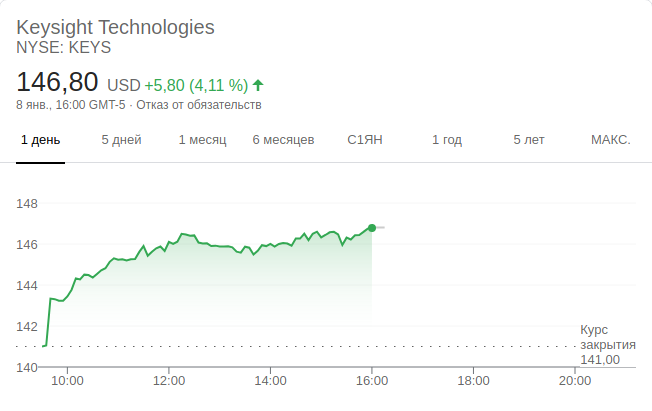 Keysight Technologies
NYSE: KEYS
146,80 USD +5,80 (4,11 %)
8 янв., 16:00 GMT-5 · Отказ от обязательств
1 день 5 дней 1 месяц 6 месяцев С1ЯН 1 год 5 лет МАКС.
148
146
144
142
140
Курс
закрытия
141,00
10:00 12:00 14:00 16:00 18:00 20:00